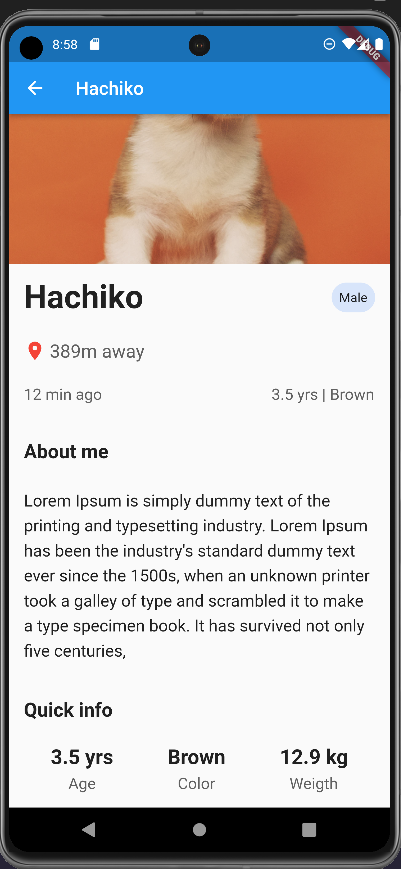 8:58
DEBUG
Hachiko
Hachiko
Male
389m away
12 min ago
3.5 yrs | Brown
About me
Lorem Ipsum is simply dummy text of the
printing and typesetting industry. Lorem Ipsum
has been the industry's standard dummy text
ever since the 1500s, when an unknown printer
took a galley of type and scrambled it to make
a type specimen book. It has survived not only
five centuries,
Quick info
3.5 yrs Brown 12.9 kg
Age Color Weigth